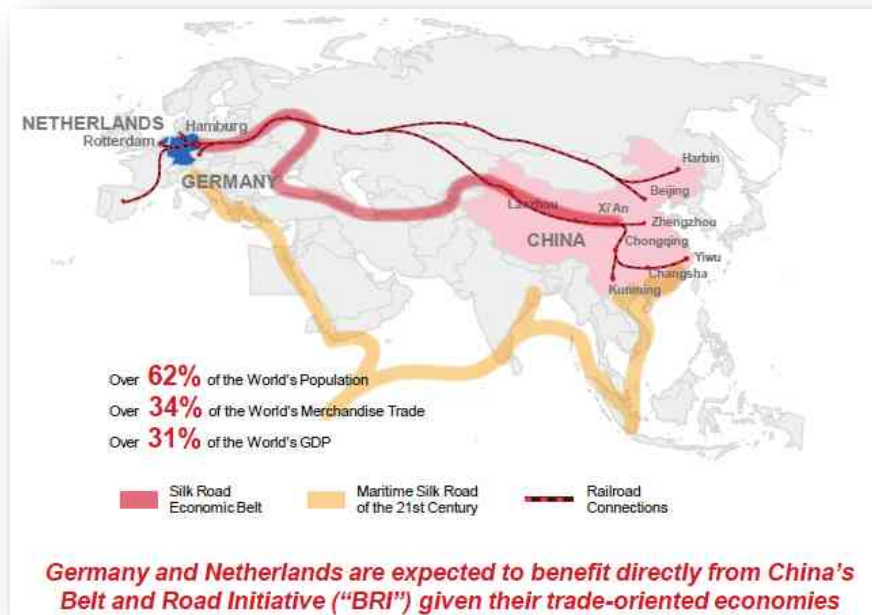 NETHERLANDS
Hamburg
Rotterdam
GERMANY
Harbin
Beijing
Lanzhou
Xi'An
Zhengzhou
CHINA
Chongqing
Yiwu
Changsha
Kunming
Over 62% of the World's Population
Over 34% of the World's Merchandise Trade
Over 31% of the World's GDP
Silk Road
Economic Belt
Maritime Silk Road
of the 21st Century
Railroad
Connections
Germany and Netherlands are expected to benefit directly from China's
Belt and Road Initiative ("BRI") given their trade-oriented economies